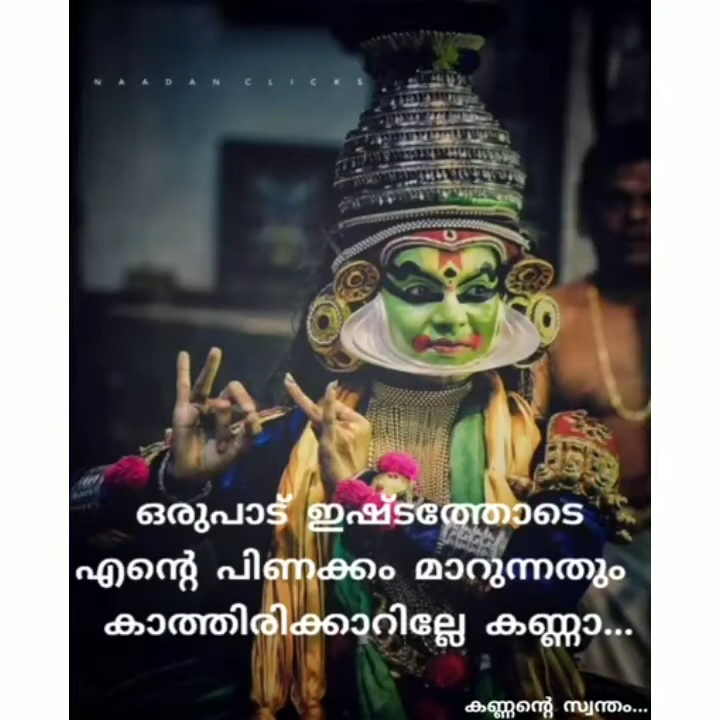 NAADAN CLICKS
ഒരുപാട് ഇഷ്ടത്തോടെ
എന്റെ പിണക്കം മാറുന്നതും
കാത്തിരിക്കാറില്ലേ കണ്ണാ...
കണ്ണന്റെ സ്വന്തം...